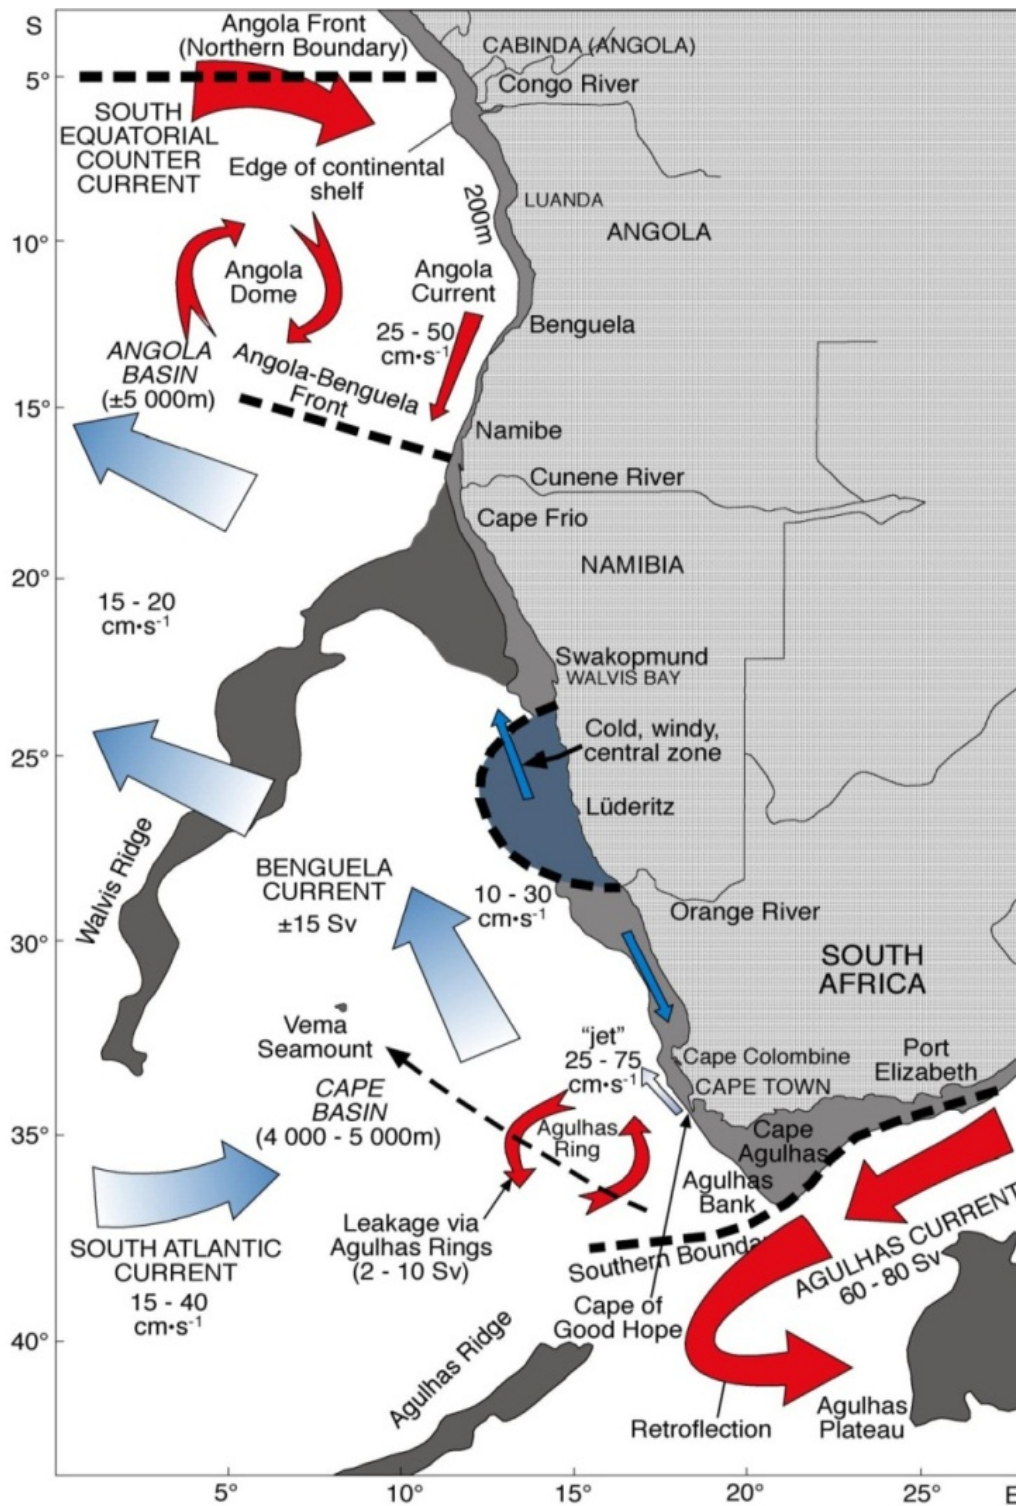 S
Angola Front
(Northern Boundary)
CABINDA (ANGOLA)
5°
Congo River
SOUTH
EQUATORIAL
COUNTER
CURRENT
Edge of continental
shelf
200m
LUANDA
ANGOLA
10°
Angola
Dome
Angola
Current
25 - 50
cm•s-1
Benguela
ANGOLA
BASIN
(±5 000m)
Angola-Benguela
Front
15°
Namibe
Cunene River
Cape Frio
NAMIBIA
20°
15 - 20
cm•s-1
Swakopmund
WALVIS BAY
Cold, windy,
central zone
25°
Lüderitz
Walvis Ridge
BENGUELA
CURRENT
±15 Sv
10 - 30
cm•s-1
Orange River
30°
SOUTH
AFRICA
Vema
Seamount
"jet"
25 - 75
cm•s-1
Cape Colombine
CAPE TOWN
Port
Elizabeth
CAPE
BASIN
(4 000 - 5 000m)
35°
Agulhas
Ring
Cape
Agulhas
Agulhas
Bank
Leakage via
Agulhas Rings
(2 - 10 Sv)
SOUTH ATLANTIC
CURRENT
15 - 40
cm•s-1
Southern Boundar
AGULHAS CURRENT
60 - 80 Sv
Cape of
Good Hope
40°
Agulhas Ridge
Retroflection
Agulhas
Plateau
5°
10°
15°
20°
25°
E